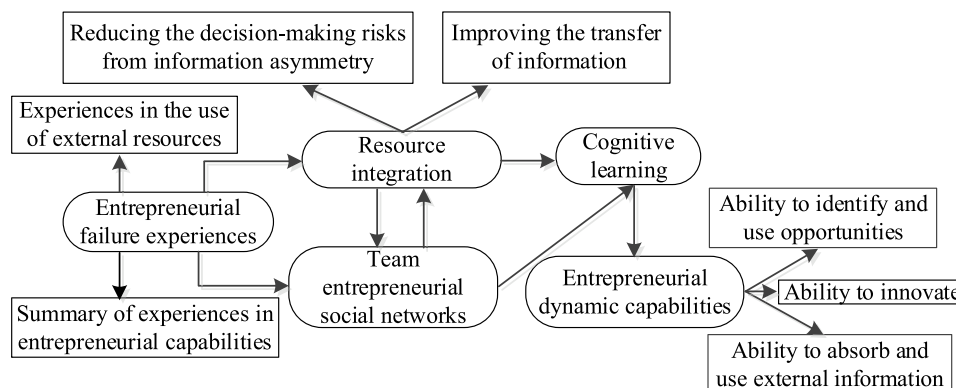 Reducing the decision-making risks
from information asymmetry
Improving the transfer
of information
Experiences in the use
of external resources
Resource
integration
Cognitive
learning
Entrepreneurial
failure experiences
Ability to identify and
use opportunities
Team
entrepreneurial
social networks
Entrepreneurial
dynamic capabilities
Ability to innovate
Summary of experiences in
entrepreneurial capabilities
Ability to absorb and
use external information